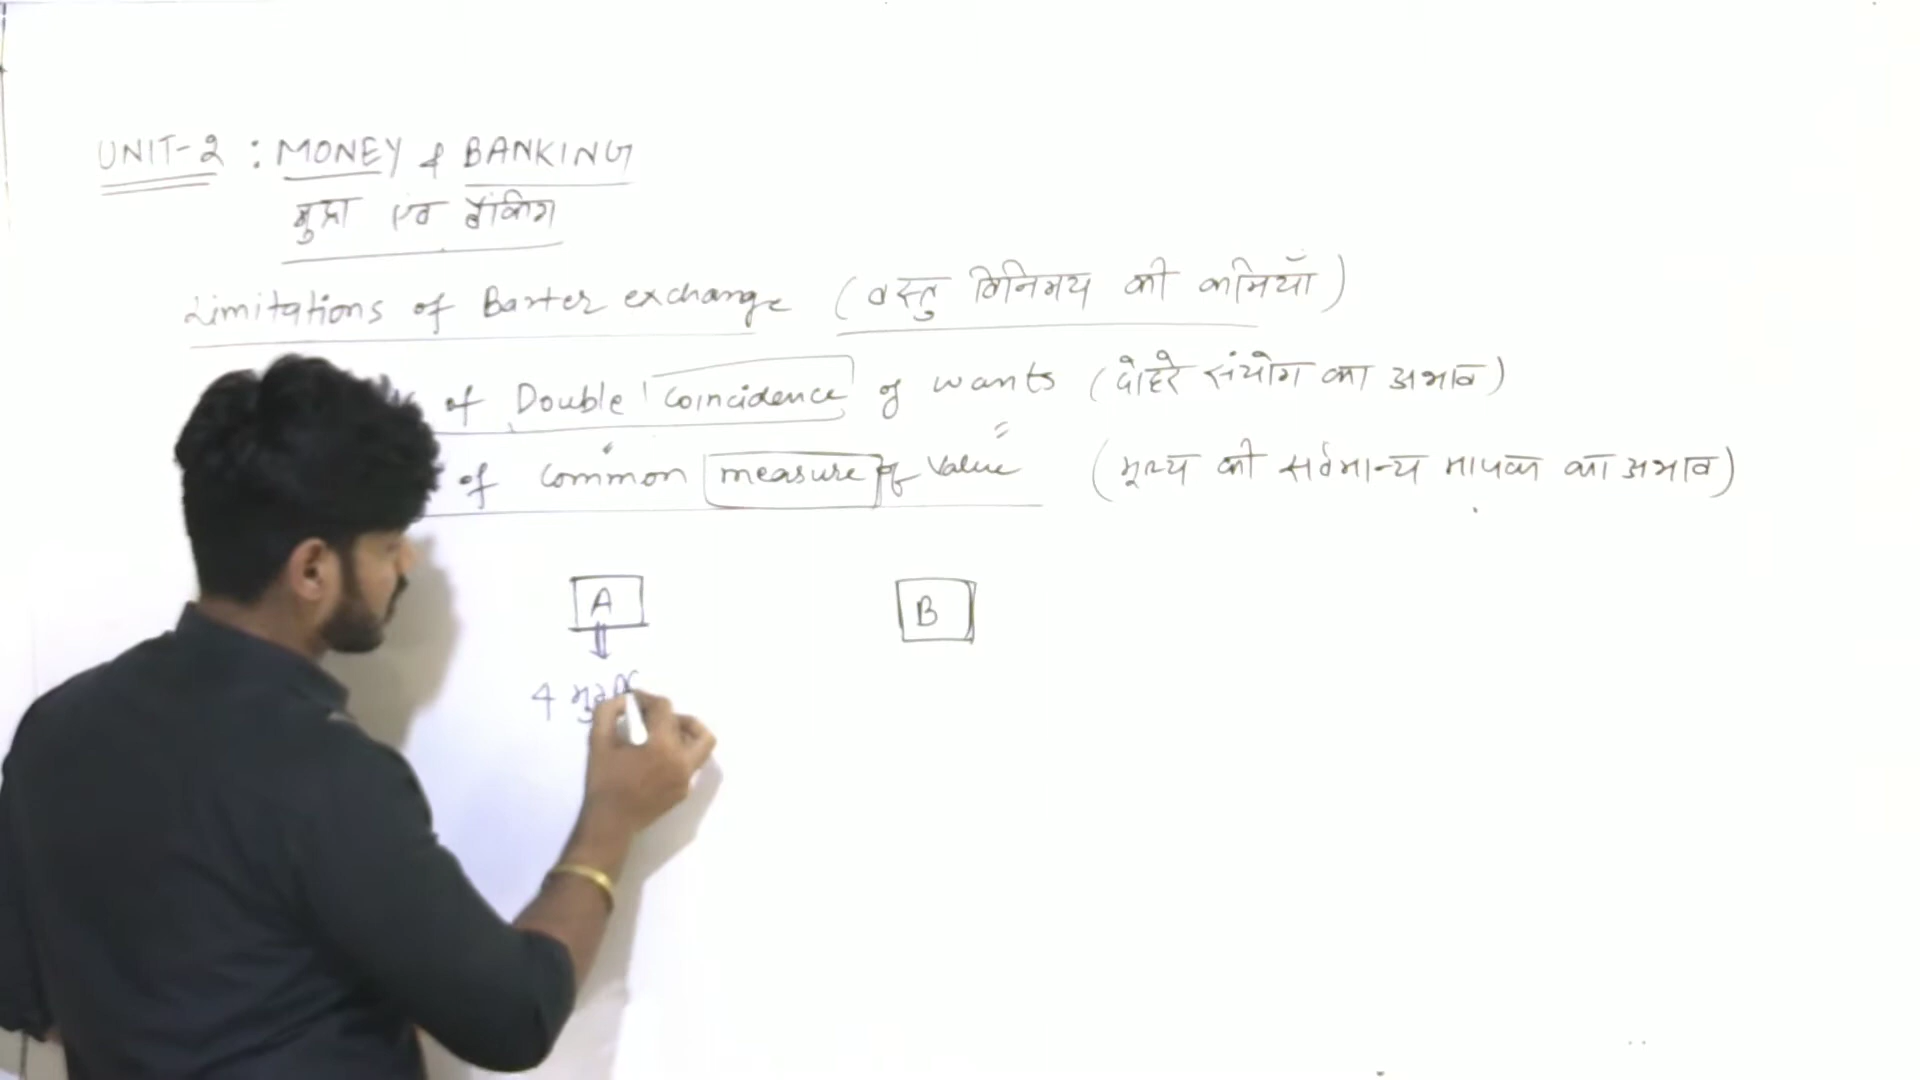 UNIT-2 : MONEY & BANKING
मुद्रा एवं बैंकिंग
Limitations of Barter exchange (वस्तु विनिमय की कमियाँ)
of Double coincidence of wants (दोहरे संयोग का अभाव)
of common measure of value (मूल्य की सर्वमान्य मापक का अभाव)
A B
4